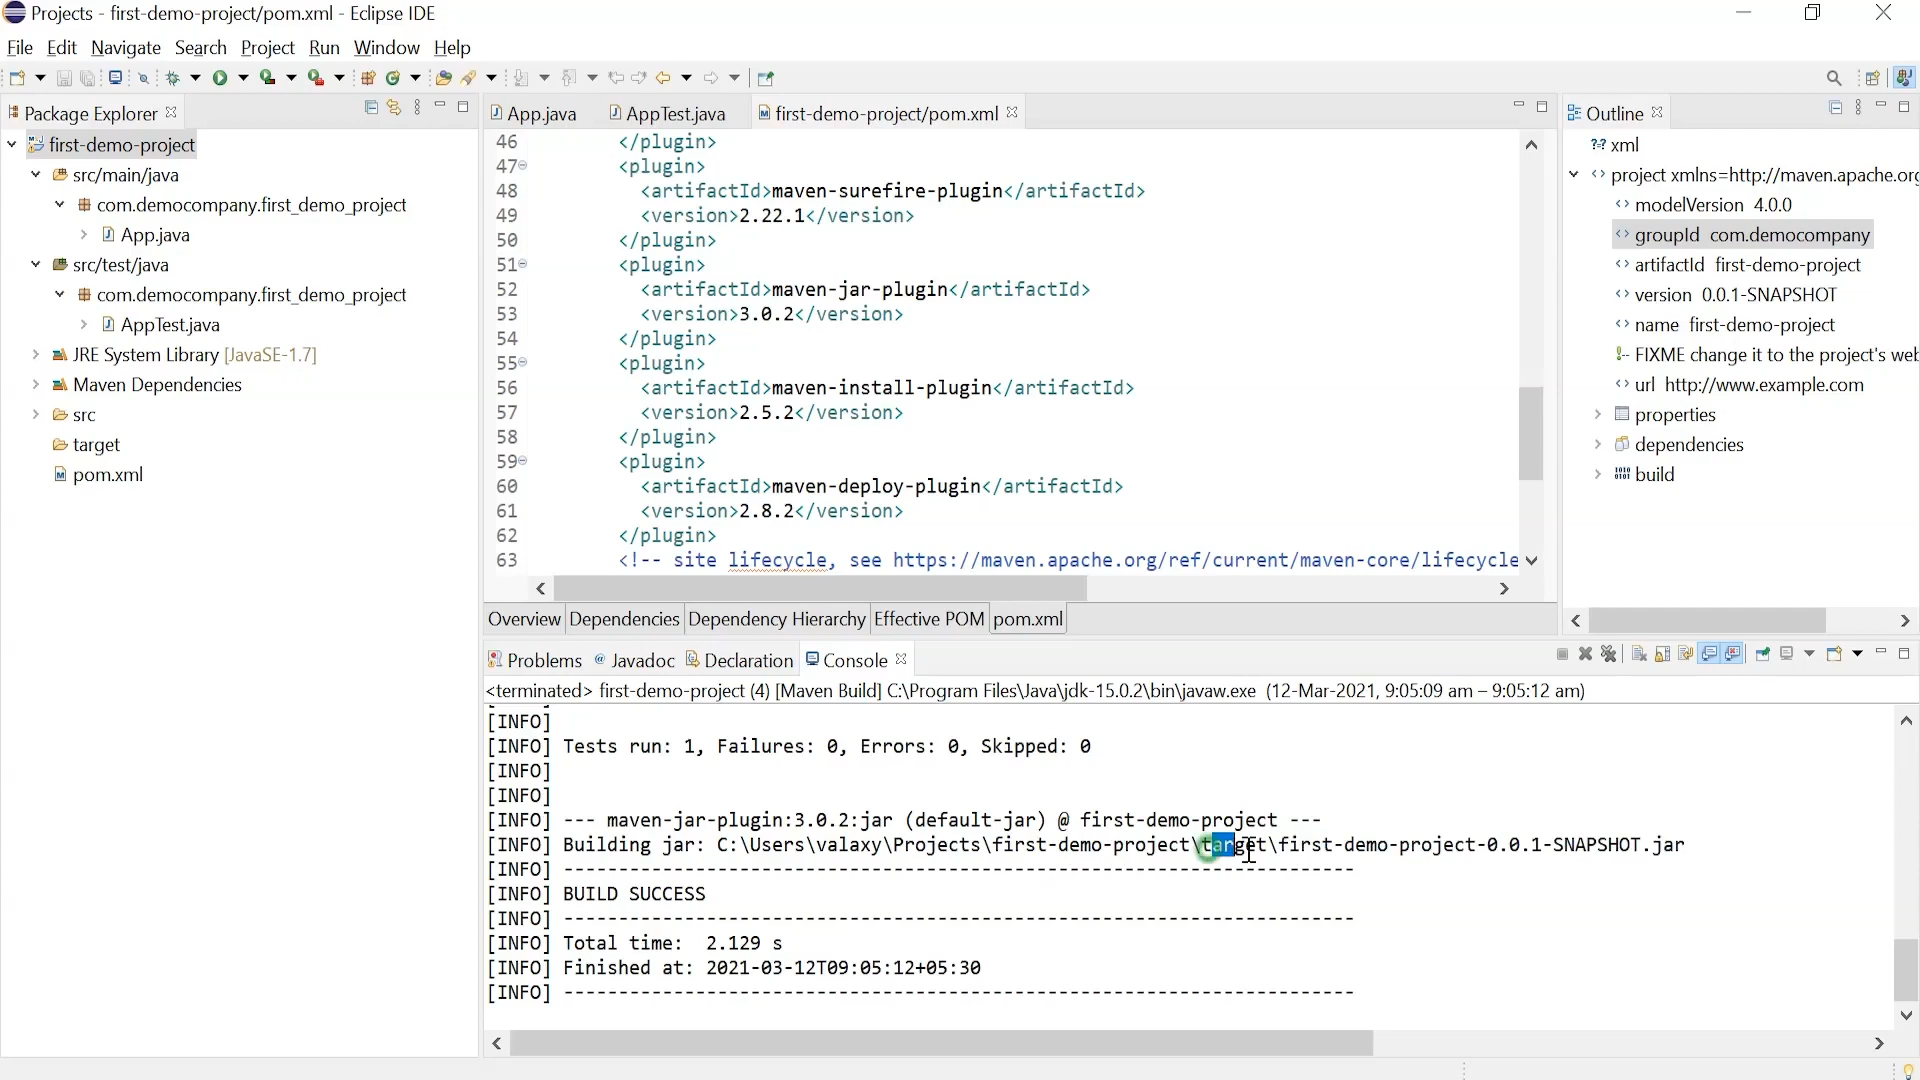 Projects - first-demo-project/pom.xml - Eclipse IDE
File Edit Navigate Search Project Run Window Help
Package Explorer
first-demo-project
src/main/java
com.democompany.first_demo_project
App.java
src/test/java
com.democompany.first_demo_project
AppTest.java
JRE System Library [JavaSE-1.7]
Maven Dependencies
src
target
pom.xml
App.java AppTest.java first-demo-project/pom.xml
46 </plugin>
47 <plugin>
48 <artifactId>maven-surefire-plugin</artifactId>
49 <version>2.22.1</version>
50 </plugin>
51 <plugin>
52 <artifactId>maven-jar-plugin</artifactId>
53 <version>3.0.2</version>
54 </plugin>
55 <plugin>
56 <artifactId>maven-install-plugin</artifactId>
57 <version>2.5.2</version>
58 </plugin>
59 <plugin>
60 <artifactId>maven-deploy-plugin</artifactId>
61 <version>2.8.2</version>
62 </plugin>
63 <!-- site lifecycle, see https://maven.apache.org/ref/current/maven-core/lifecycle
Overview Dependencies Dependency Hierarchy Effective POM pom.xml
Outline
xml
project xmlns=http://maven.apache.org
modelVersion 4.0.0
groupId com.democompany
artifactId first-demo-project
version 0.0.1-SNAPSHOT
name first-demo-project
FIXME change it to the project's web
url http://www.example.com
properties
dependencies
build
Problems Javadoc Declaration Console
<terminated> first-demo-project (4) [Maven Build] C:\Program Files\Java\jdk-15.0.2\bin\javaw.exe (12-Mar-2021, 9:05:09 am – 9:05:12 am)
[INFO]
[INFO] Tests run: 1, Failures: 0, Errors: 0, Skipped: 0
[INFO]
[INFO]
[INFO] --- maven-jar-plugin:3.0.2:jar (default-jar) @ first-demo-project ---
[INFO] Building jar: C:\Users\valaxy\Projects\first-demo-project\target\first-demo-project-0.0.1-SNAPSHOT.jar
[INFO] ------------------------------------------------------------------------
[INFO] BUILD SUCCESS
[INFO] ------------------------------------------------------------------------
[INFO] Total time: 2.129 s
[INFO] Finished at: 2021-03-12T09:05:12+05:30
[INFO] ------------------------------------------------------------------------